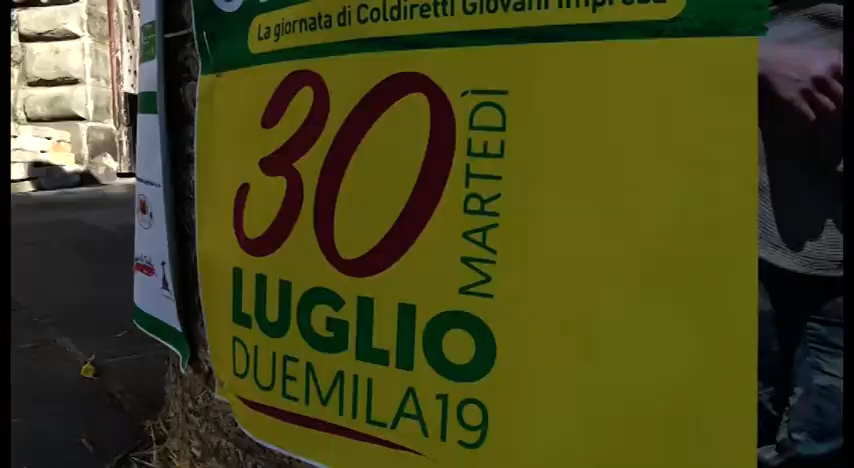 La giornata di Coldiretti Giovani Impresa
30
MARTEDÌ
LUGLIO
DUEMILA19